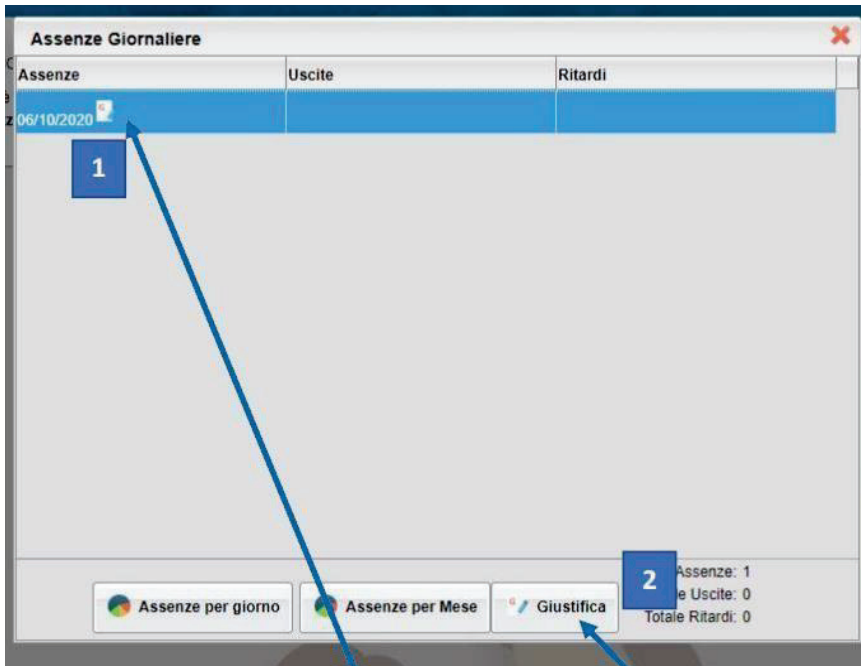 Assenze Giornaliere
Assenze Uscite Ritardi
06/10/2020
1
2
Assenze: 1
Uscite: 0
Totale Ritardi: 0
Assenze per giorno Assenze per Mese Giustifica